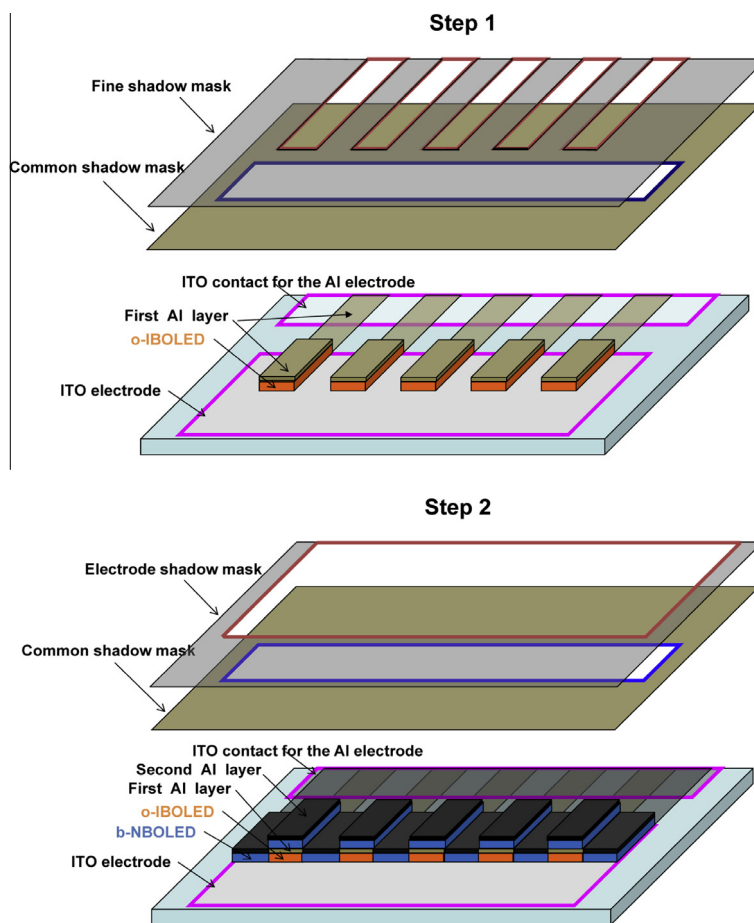 Step 1
Fine shadow mask
Common shadow mask
ITO contact for the Al electrode
First Al layer
o-IBOLED
ITO electrode
Step 2
Electrode shadow mask
Common shadow mask
ITO contact for the Al electrode
Second Al layer
First Al layer
o-IBOLED
b-NBOLED
ITO electrode